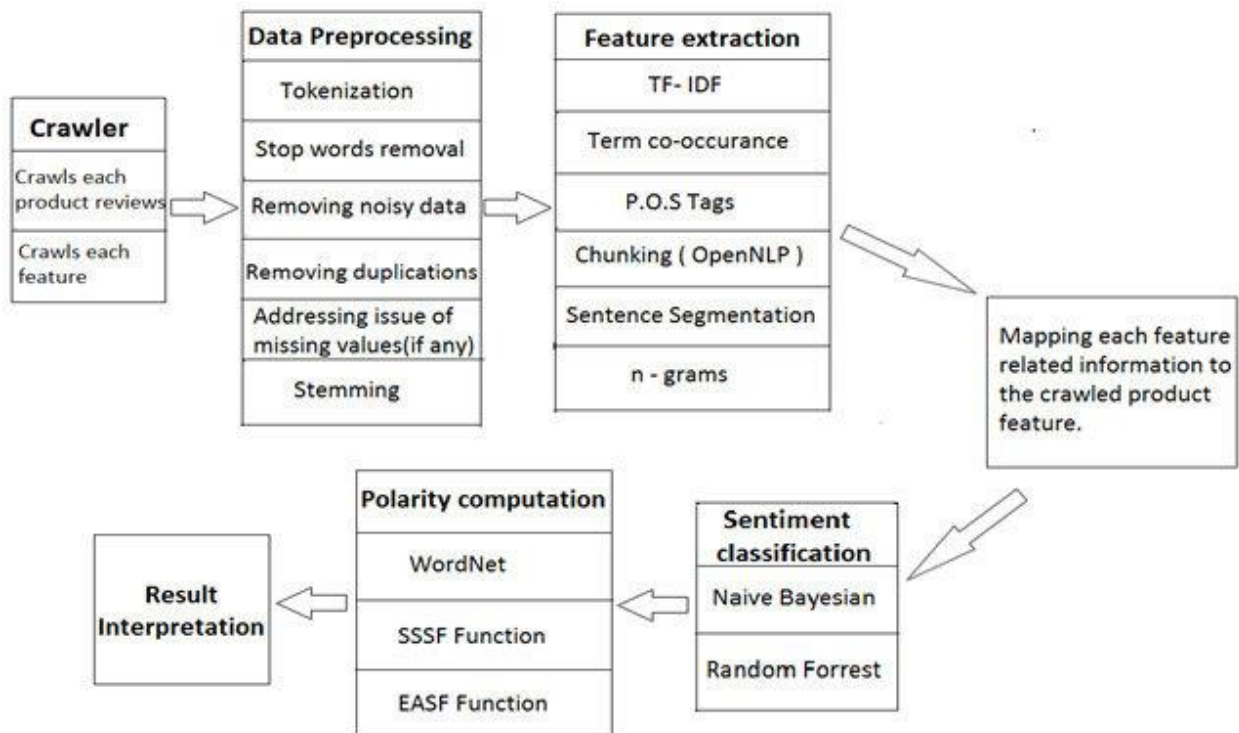 Crawler
Crawls each
product reviews
Crawls each
feature
Data Preprocessing
Tokenization
Stop words removal
Removing noisy data
Removing duplications
Addressing issue of
missing values(if any)
Stemming
Feature extraction
TF- IDF
Term co-occurance
P.O.S Tags
Chunking ( OpenNLP )
Sentence Segmentation
n - grams
Mapping each feature
related information to
the crawled product
feature.
Sentiment
classification
Naive Bayesian
Random Forrest
Polarity computation
WordNet
SSSF Function
EASF Function
Result
Interpretation